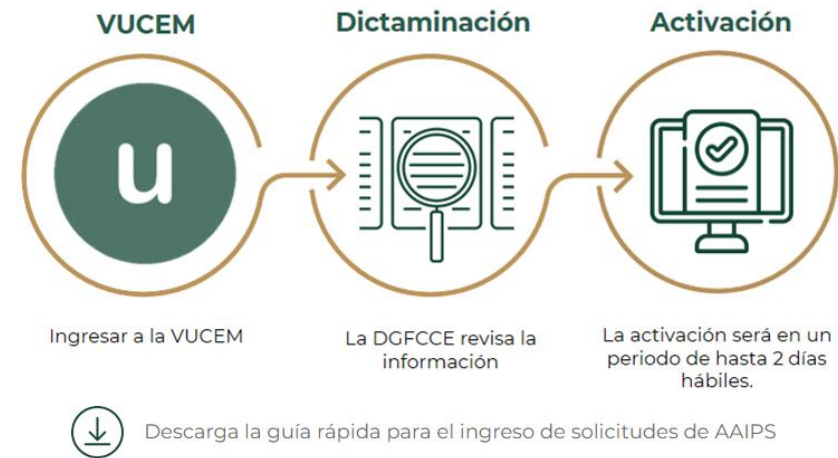 VUCEM
Dictaminación
Activación
u
Ingresar a la VUCEM
La DGFCCE revisa la
información
La activación será en un
periodo de hasta 2 días
hábiles.
Descarga la guía rápida para el ingreso de solicitudes de AAIPS